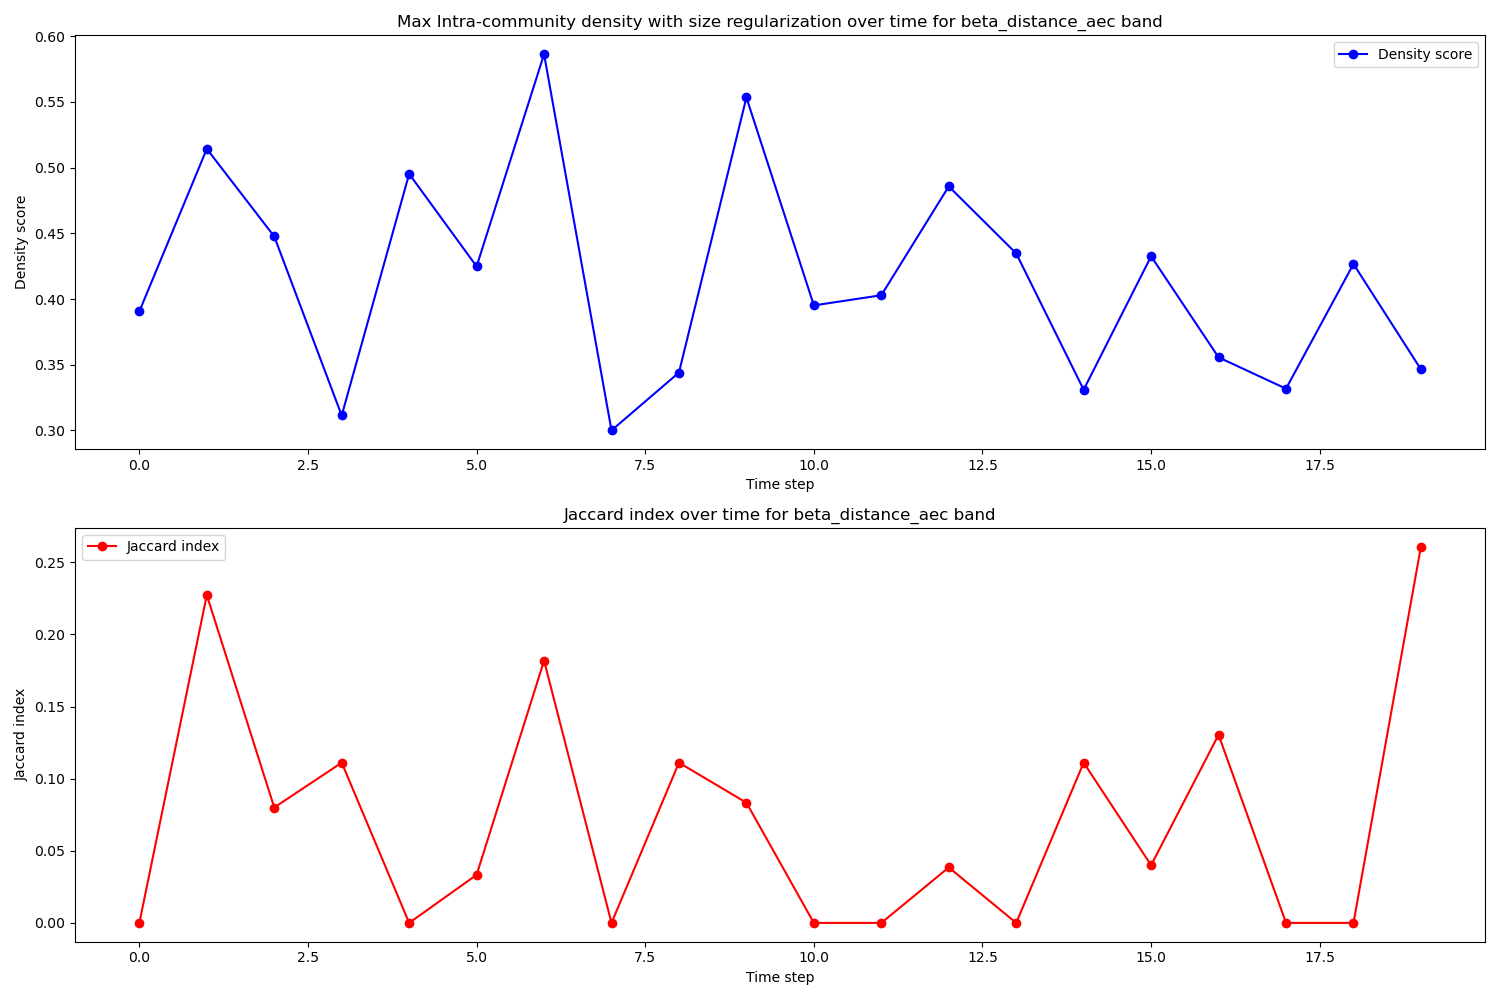 Max Intra-community density with size regularization over time for beta_distance_aec band
Density score
Density score
0.60
0.55
0.50
0.45
0.40
0.35
0.30
0.0 2.5 5.0 7.5 10.0 12.5 15.0 17.5
Time step
Jaccard index over time for beta_distance_aec band
Jaccard index
Jaccard index
0.25
0.20
0.15
0.10
0.05
0.00
0.0 2.5 5.0 7.5 10.0 12.5 15.0 17.5
Time step